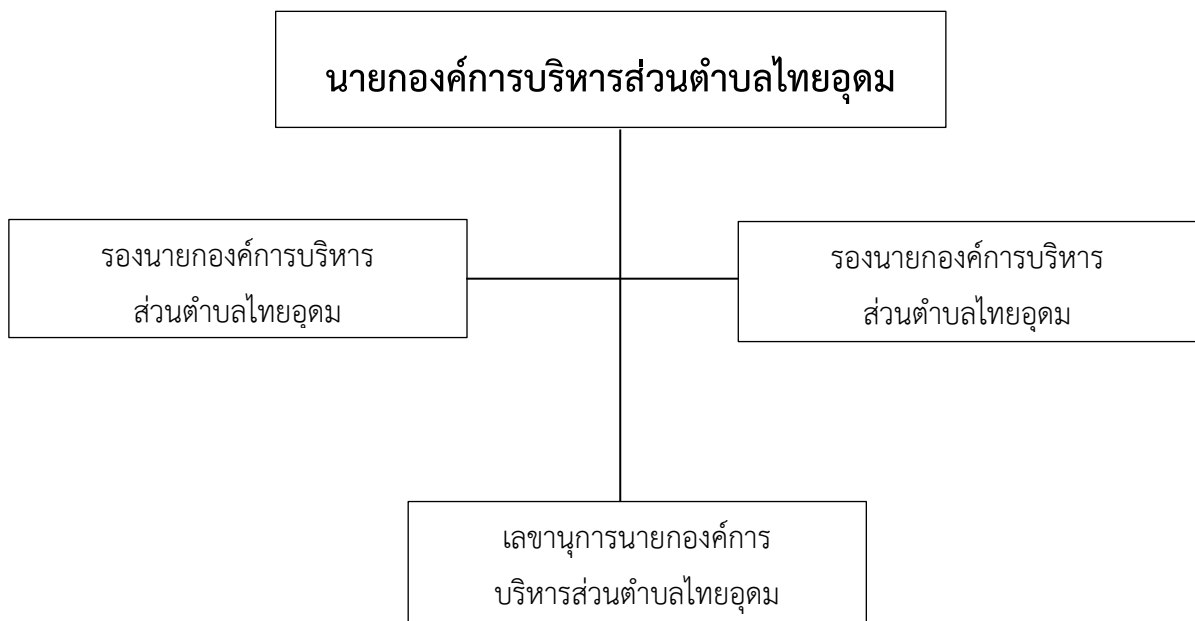 นายกองค์การบริหารส่วนตำบลไทยอุดม
รองนายกองค์การบริหาร
ส่วนตำบลไทยอุดม
รองนายกองค์การบริหาร
ส่วนตำบลไทยอุดม
เลขานุการนายกองค์การ
บริหารส่วนตำบลไทยอุดม